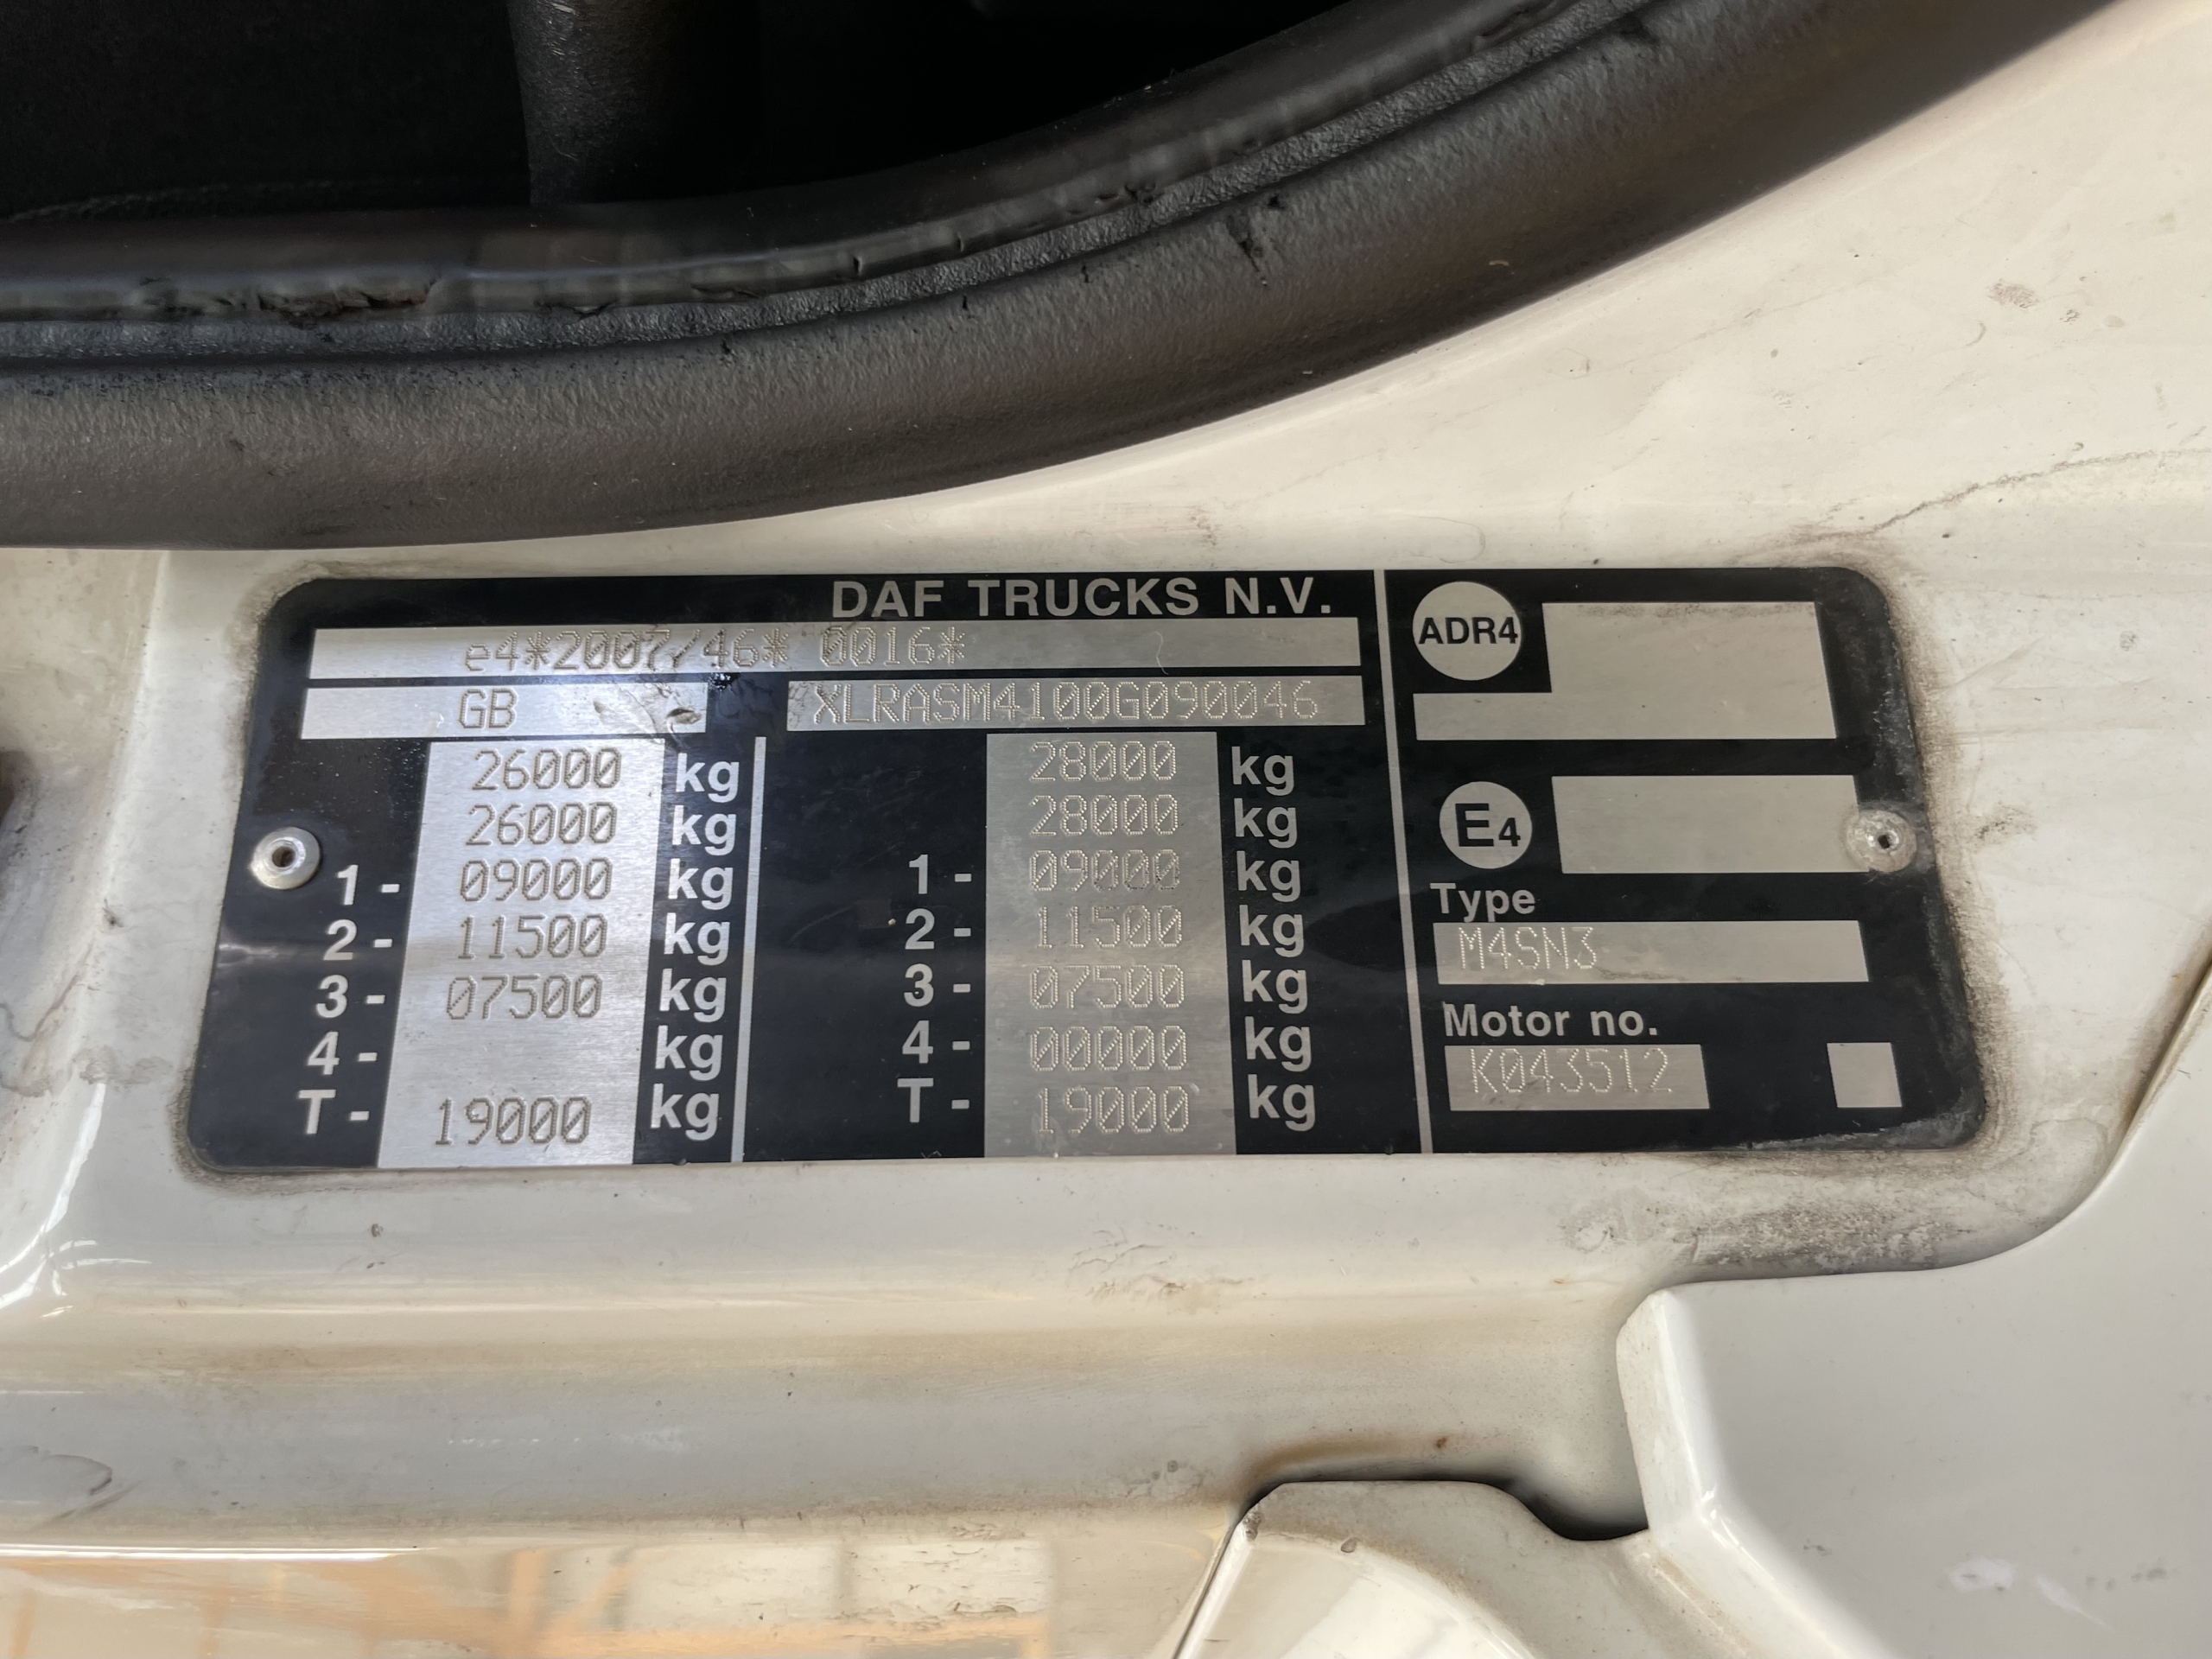 DAF TRUCKS N.V.
e4*2007/46* 0016*
GB XLRASM4100G090046
26000 kg 28000 kg
26000 kg 28000 kg
1- 09000 kg 1- 09000 kg
2- 11500 kg 2- 11500 kg
3- 07500 kg 3- 07500 kg
4- kg 4- 00000 kg
T- 19000 kg T- 19000 kg
ADR4
E4
Type
M4SN3
Motor no.
K043512